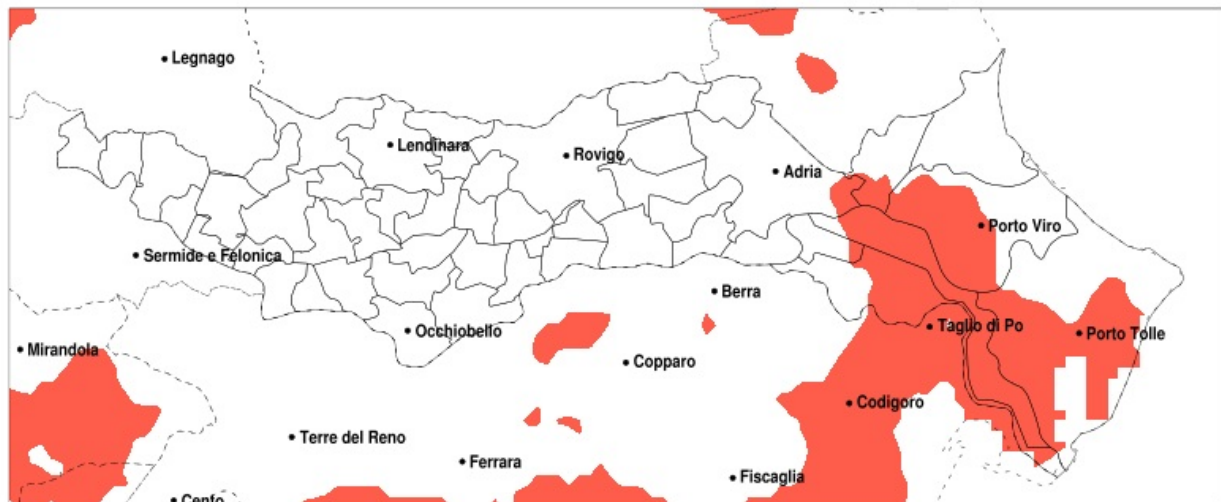 Legnago
Lendinara
Rovigo
Adria
Porto Viro
Sermide e Felonica
Berra
Occhiobello
Taglio di Po
Porto Tolle
Mirandola
Copparo
Codigoro
Terre del Reno
Ferrara
Fiscaglia
Cento